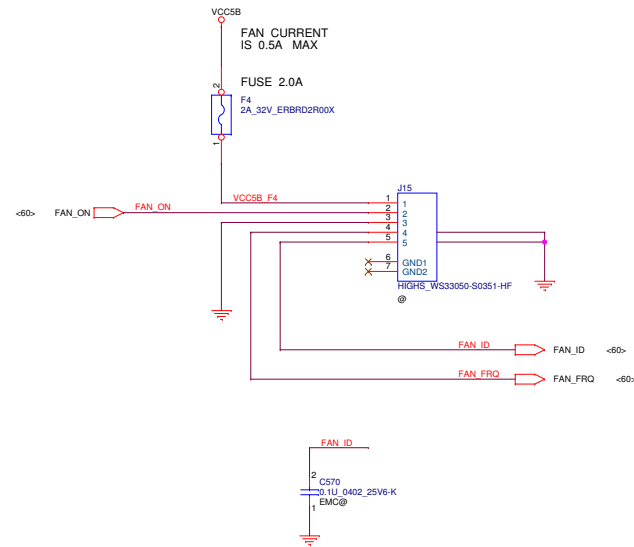 VCC5B
FAN CURRENT
IS 0.5A MAX
FUSE 2.0A
2
F4
2A_32V_ERBRD2R00X
1
J15
VCC5B_F4
1
1
<60>
FAN_ON
FAN_ON
2
2
3
3
4
4
5
5
6
GND1
7
GND2
HIGHS_WS33050-S0351-HF
@
FAN_ID
FAN_ID
<60>
FAN_FRQ
FAN_FRQ
<60>
FAN_ID
2
C570
0.1U_0402_25V6-K
EMC@
1